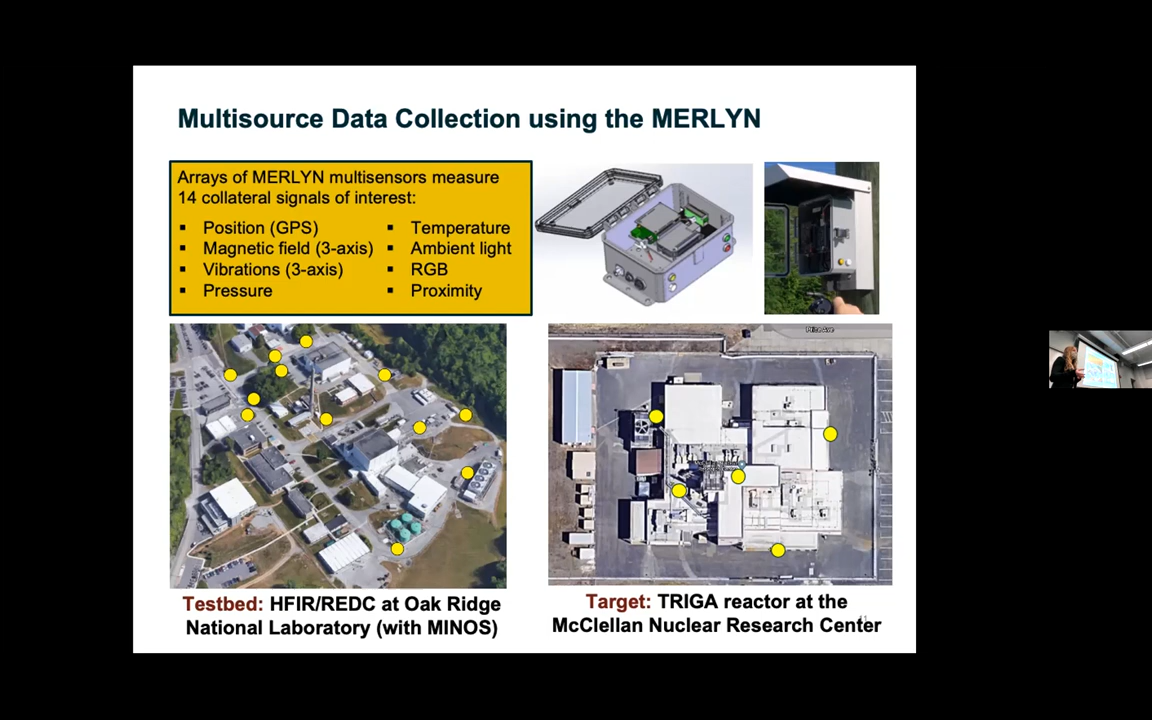 Multisource Data Collection using the MERLYN
Arrays of MERLYN multisensors measure
14 collateral signals of interest:
▪ Position (GPS)
▪ Magnetic field (3-axis)
▪ Vibrations (3-axis)
▪ Pressure
▪ Temperature
▪ Ambient light
▪ RGB
▪ Proximity
Testbed: HFIR/REDC at Oak Ridge
National Laboratory (with MINOS)
Target: TRIGA reactor at the
McClellan Nuclear Research Center